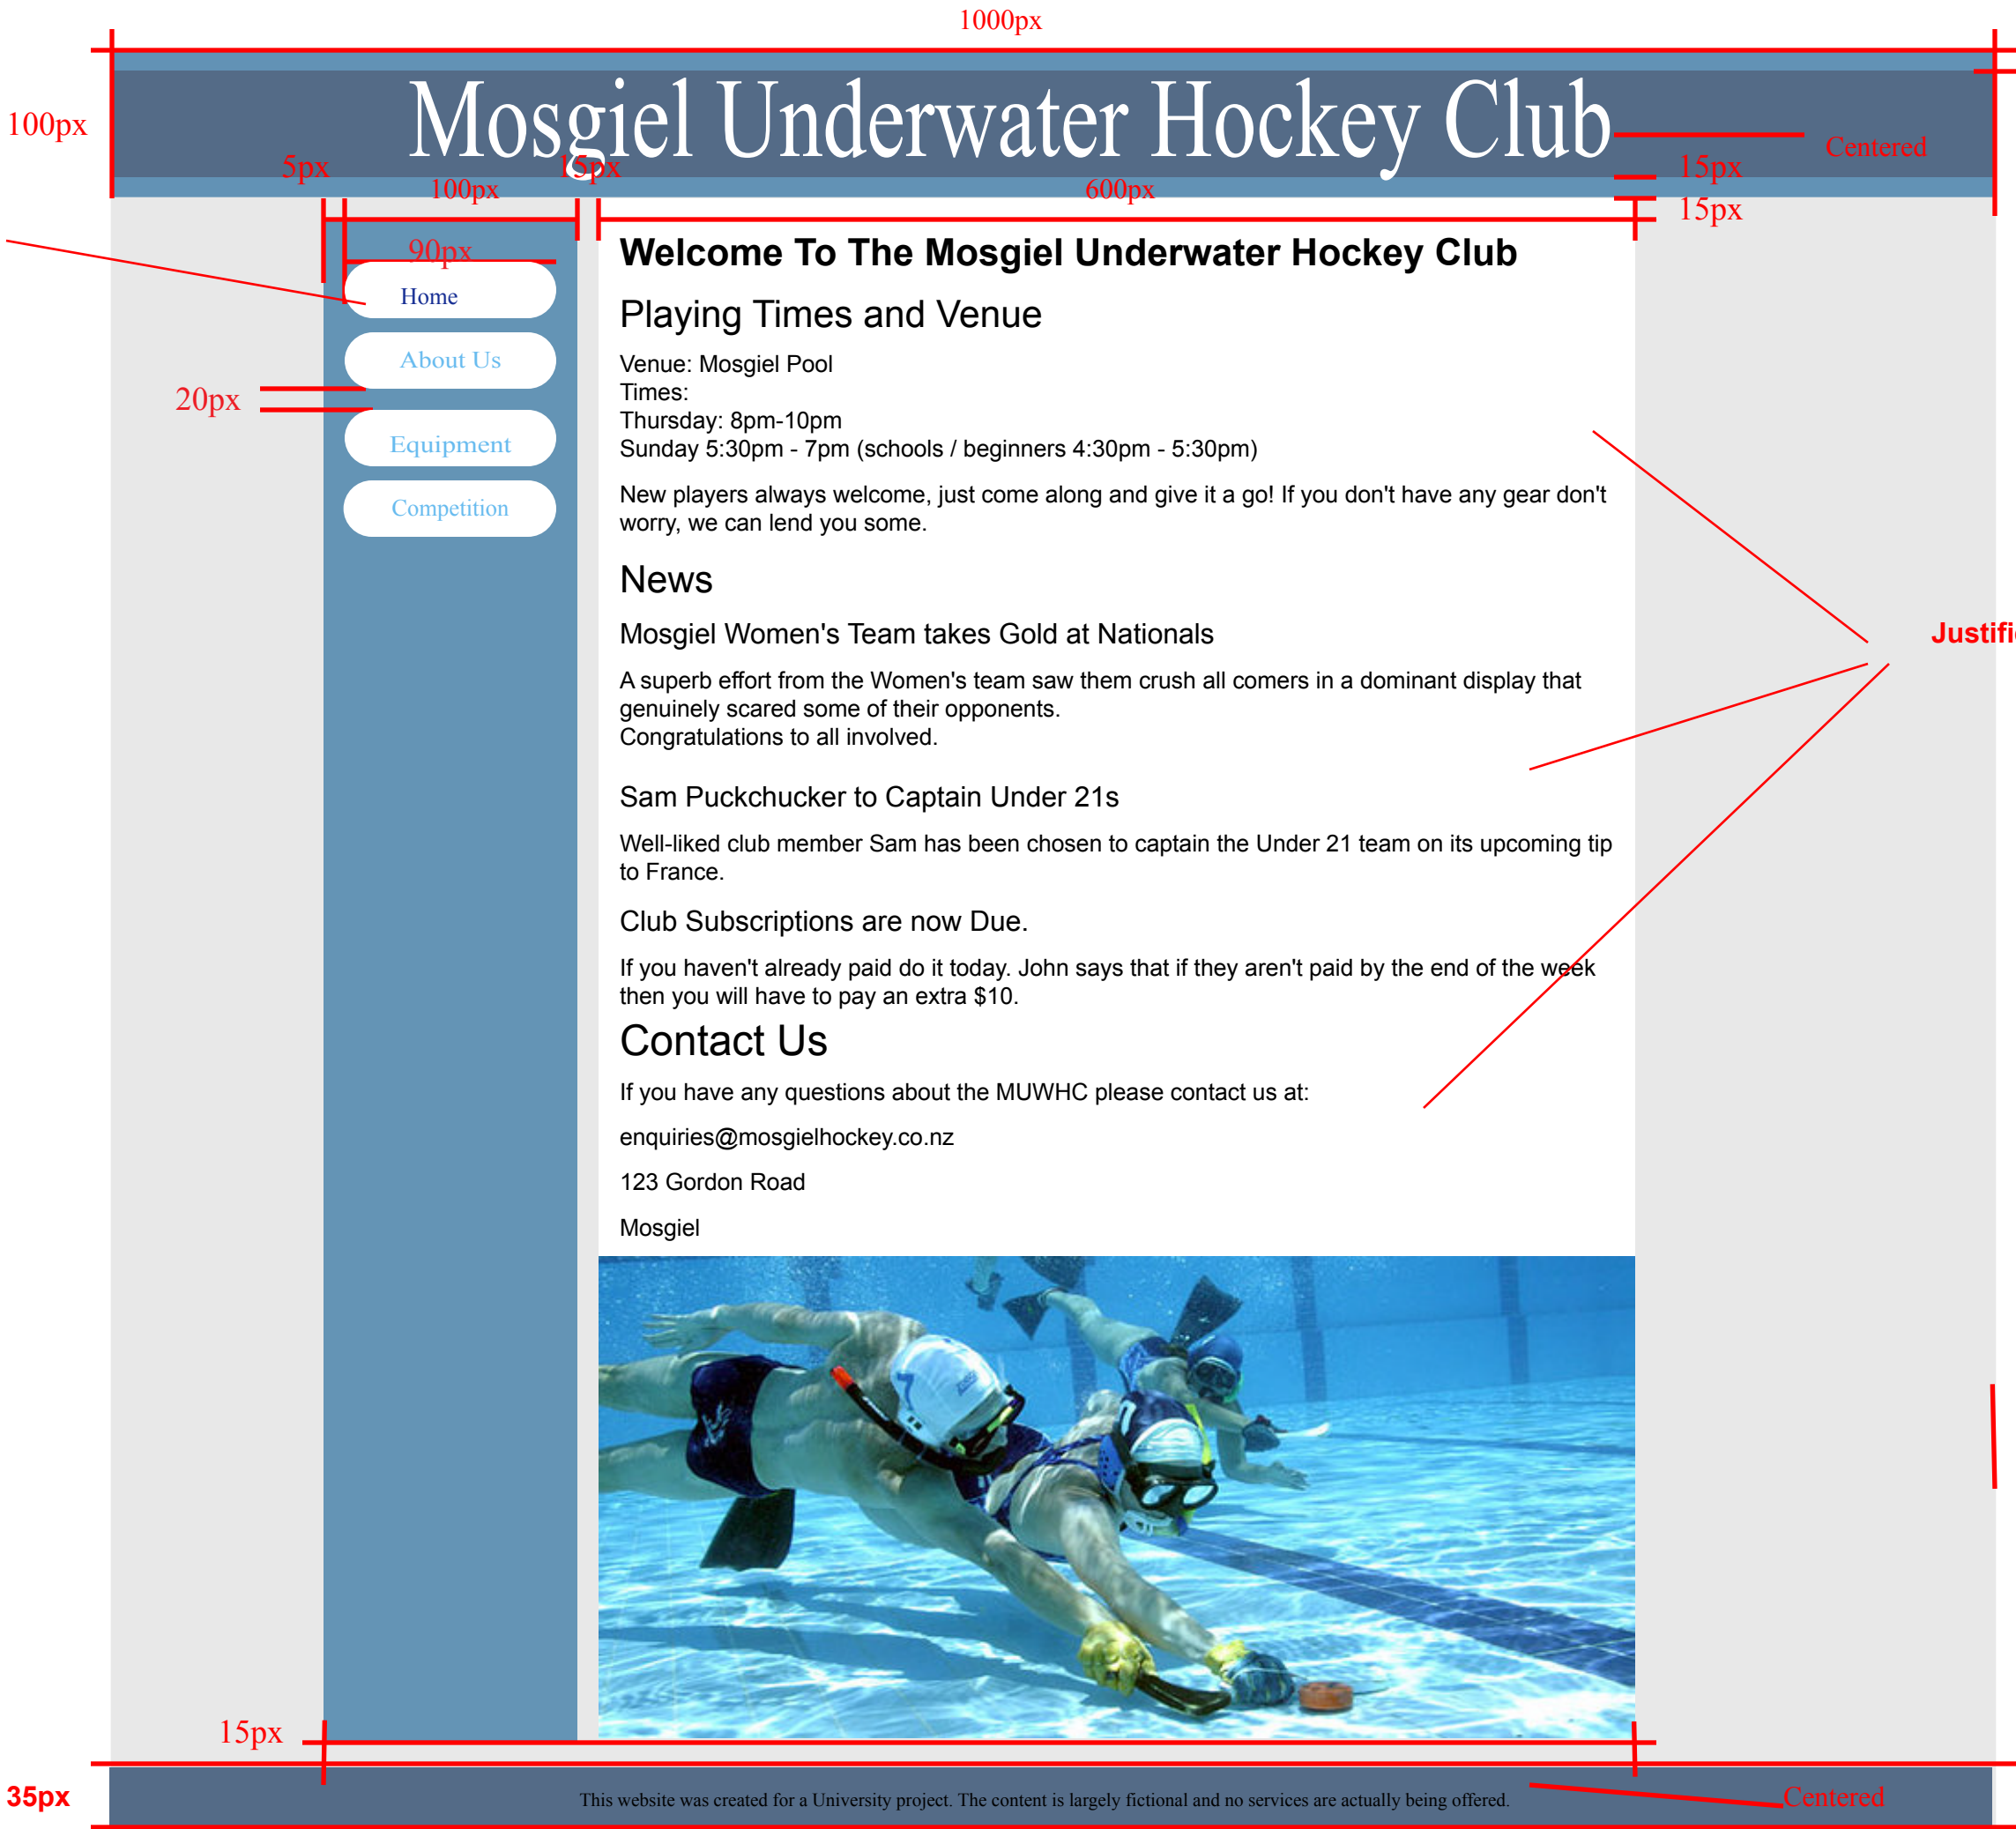 1000px
Mosgiel Underwater Hockey Club
100px
Centered
5px
15px
15px
100px
600px
15px
90px
Welcome To The Mosgiel Underwater Hockey Club
Home
Playing Times and Venue
About Us
Venue: Mosgiel Pool
Times:
20px
Thursday: 8pm-10pm
Equipment
Sunday 5:30pm - 7pm (schools / beginners 4:30pm - 5:30pm)
Competition
New players always welcome, just come along and give it a go! If you don't have any gear don't
worry, we can lend you some.
News
Mosgiel Women's Team takes Gold at Nationals
A superb effort from the Women's team saw them crush all comers in a dominant display that
genuinely scared some of their opponents.
Congratulations to all involved.
Sam Puckchucker to Captain Under 21s
Well-liked club member Sam has been chosen to captain the Under 21 team on its upcoming tip
to France.
Club Subscriptions are now Due.
If you haven't already paid do it today. John says that if they aren't paid by the end of the week
then you will have to pay an extra $10.
Contact Us
If you have any questions about the MUWHC please contact us at:
enquiries@mosgielhockey.co.nz
123 Gordon Road
Mosgiel
15px
35px
This website was created for a University project. The content is largely fictional and no services are actually being offered.
Centered